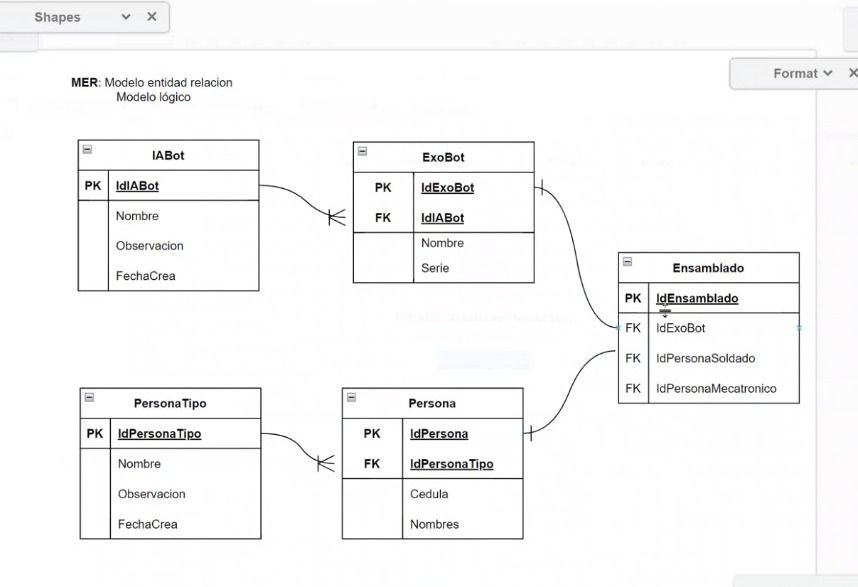 Shapes
Format
MER: Modelo entidad relacion
Modelo lógico
IABot
PK IdIABot
Nombre
Observacion
FechaCrea
ExoBot
PK IdExoBot
FK IdIABot
Nombre
Serie
Ensamblado
PK IdEnsamblado
FK IdExoBot
FK IdPersonaSoldado
FK IdPersonaMecatronico
PersonaTipo
PK IdPersonaTipo
Nombre
Observacion
FechaCrea
Persona
PK IdPersona
FK IdPersonaTipo
Cedula
Nombres